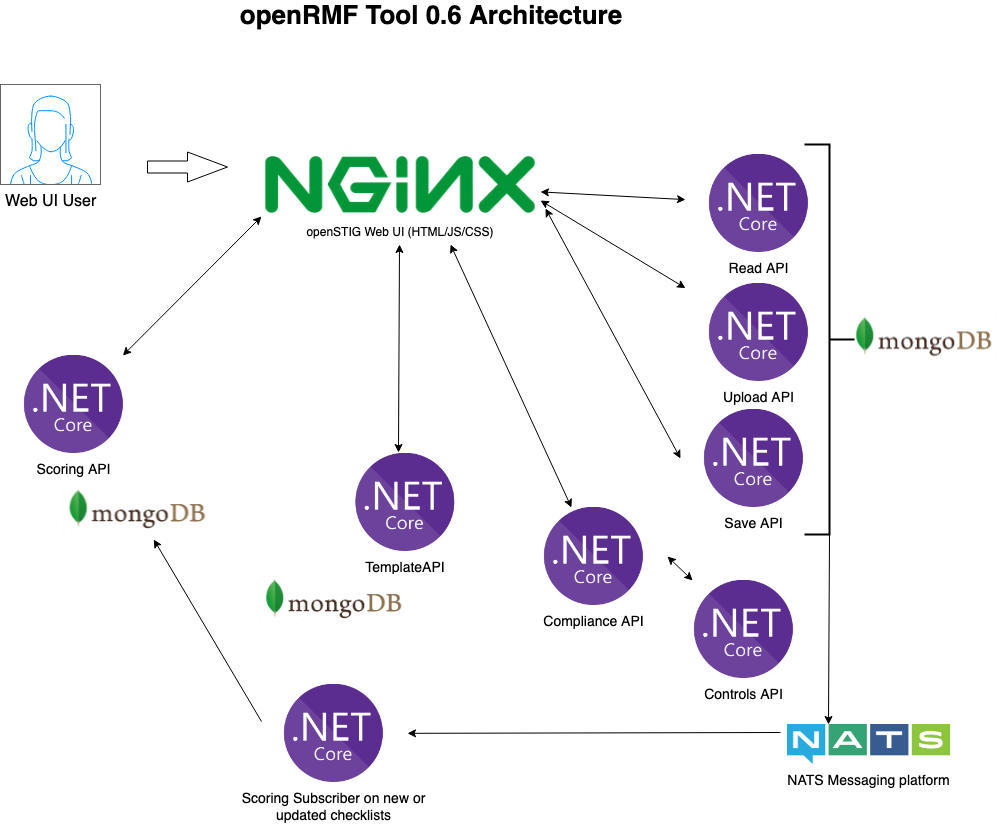 openRMF Tool 0.6 Architecture
Web UI User
NGiNX
openSTIG Web UI (HTML/JS/CSS)
.NET
Core
Read API
.NET
Core
Upload API
mongoDB
.NET
Core
Scoring API
mongoDB
.NET
Core
Save API
.NET
Core
TemplateAPI
mongoDB
.NET
Core
Compliance API
.NET
Core
Controls API
.NET
Core
Scoring Subscriber on new or
updated checklists
NATS
NATS Messaging platform